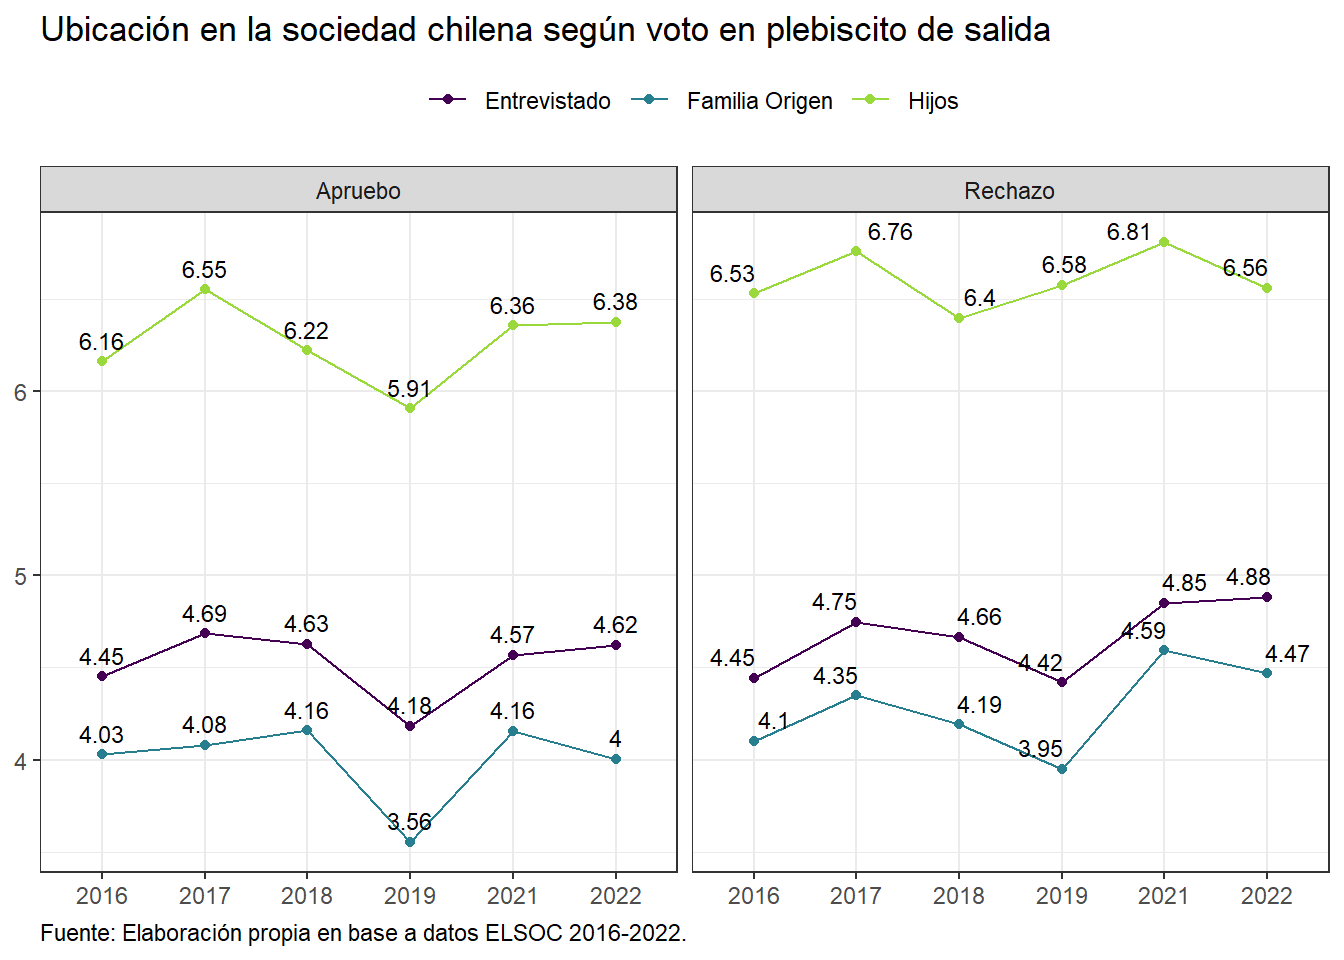 Ubicación en la sociedad chilena según voto en plebiscito de salida
Entrevistado Familia Origen Hijos
Apruebo Rechazo
6.16 6.55 6.22 5.91 6.36 6.38
4.45 4.69 4.63 4.18 4.57 4.62
4.03 4.08 4.16 3.56 4.16 4
6.53 6.76 6.4 6.58 6.81 6.56
4.45 4.75 4.66 4.42 4.85 4.88
4.1 4.35 4.19 3.95 4.59 4.47
6
5
4
2016 2017 2018 2019 2021 2022 2016 2017 2018 2019 2021 2022
Fuente: Elaboración propia en base a datos ELSOC 2016-2022.